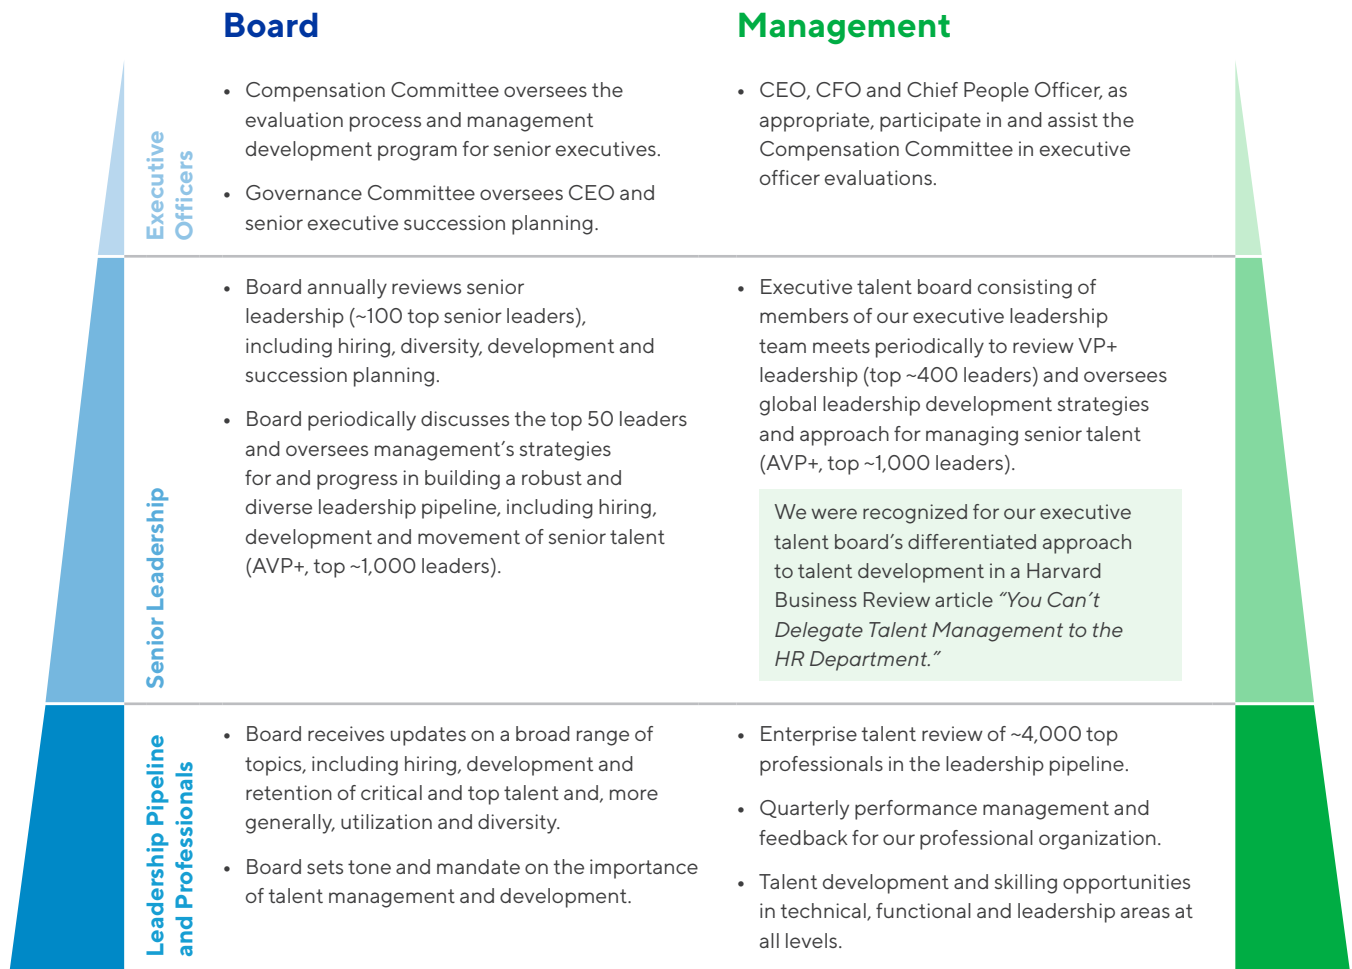 Board
Management
Executive
Officers
• Compensation Committee oversees the
evaluation process and management
development program for senior executives.
• Governance Committee oversees CEO and
senior executive succession planning.
• CEO, CFO and Chief People Officer, as
appropriate, participate in and assist the
Compensation Committee in executive
officer evaluations.
Senior Leadership
• Board annually reviews senior
leadership (~100 top senior leaders),
including hiring, diversity, development and
succession planning.
• Board periodically discusses the top 50 leaders
and oversees management’s strategies
for and progress in building a robust and
diverse leadership pipeline, including hiring,
development and movement of senior talent
(AVP+, top ~1,000 leaders).
• Executive talent board consisting of
members of our executive leadership
team meets periodically to review VP+
leadership (top ~400 leaders) and oversees
global leadership development strategies
and approach for managing senior talent
(AVP+, top ~1,000 leaders).
We were recognized for our executive
talent board’s differentiated approach
to talent development in a Harvard
Business Review article “You Can’t
Delegate Talent Management to the
HR Department.”
Leadership Pipeline
and Professionals
• Board receives updates on a broad range of
topics, including hiring, development and
retention of critical and top talent and, more
generally, utilization and diversity.
• Board sets tone and mandate on the importance
of talent management and development.
• Enterprise talent review of ~4,000 top
professionals in the leadership pipeline.
• Quarterly performance management and
feedback for our professional organization.
• Talent development and skilling opportunities
in technical, functional and leadership areas at
all levels.